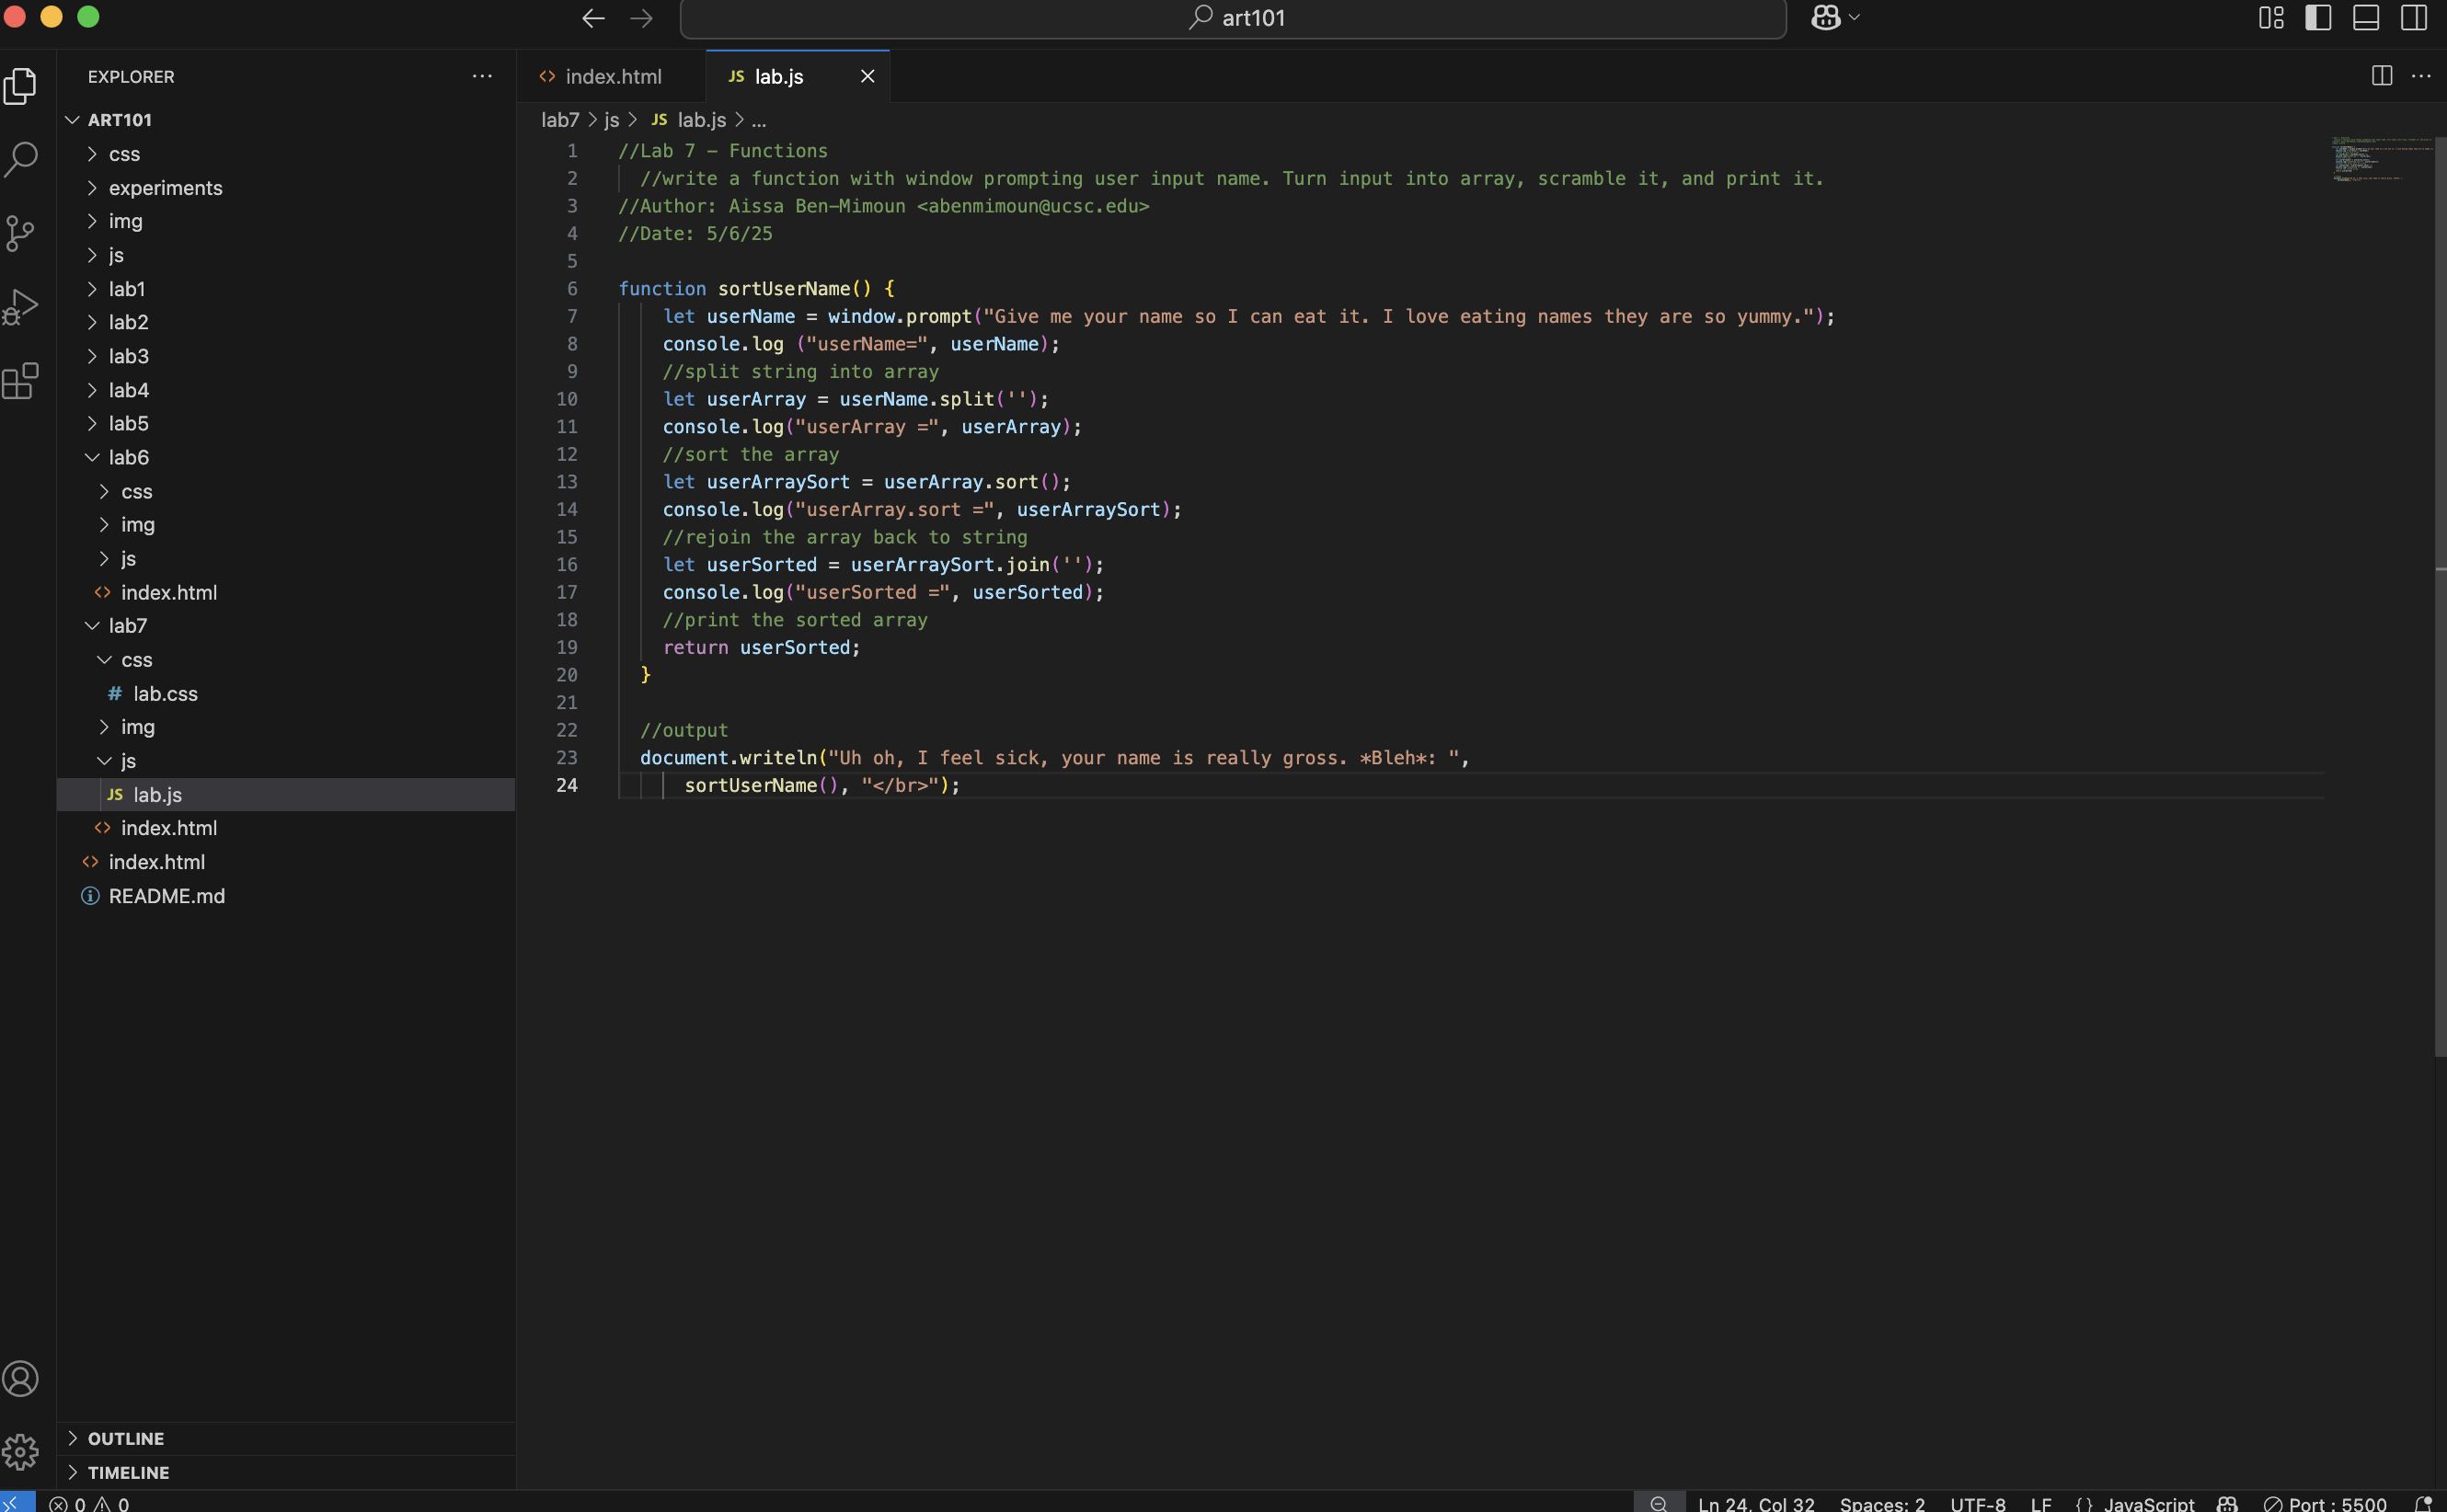 art101
EXPLORER
ART101
css
experiments
img
js
lab1
lab2
lab3
lab4
lab5
lab6
css
img
js
index.html
lab7
css
# lab.css
img
js
JS lab.js
index.html
index.html
README.md
OUTLINE
TIMELINE
index.html
JS lab.js
lab7 > js > JS lab.js > ...
1 //Lab 7 - Functions
2 //write a function with window prompting user input name. Turn input into array, scramble it, and print it.
3 //Author: Aissa Ben-Mimoun <abenmimoun@ucsc.edu>
4 //Date: 5/6/25
5
6 function sortUserName() {
7 let userName = window.prompt("Give me your name so I can eat it. I love eating names they are so yummy.");
8 console.log ("userName=", userName);
9 //split string into array
10 let userArray = userName.split('');
11 console.log("userArray =", userArray);
12 //sort the array
13 let userArraySort = userArray.sort();
14 console.log("userArray.sort =", userArraySort);
15 //rejoin the array back to string
16 let userSorted = userArraySort.join('');
17 console.log("userSorted =", userSorted);
18 //print the sorted array
19 return userSorted;
20 }
21
22 //output
23 document.writeln("Uh oh, I feel sick, your name is really gross. *Bleh*: ",
24 sortUserName(), "</br>");
0 0
Ln 24, Col 32 Spaces: 2 UTF-8 LF {} JavaScript Port : 5500